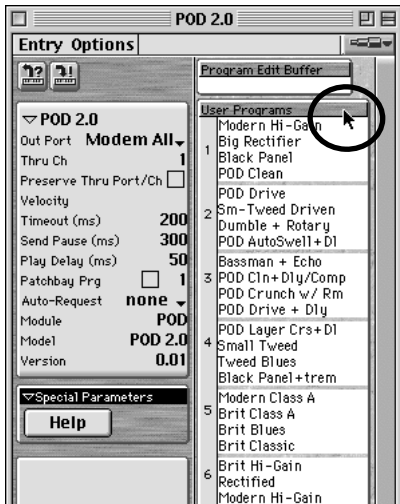 POD 2.0
Entry Options
POD 2.0
Out Port Modem All
Thru Ch 1
Preserve Thru Port/Ch
Velocity
Timeout (ms) 200
Send Pause (ms) 300
Play Delay (ms) 50
Patchbay Prg 1
Auto-Request none
Module POD
Model POD 2.0
Version 0.01
Special Parameters
Help
Program Edit Buffer
User Programs
1
Modern Hi-Gain
Big Rectifier
Black Panel
POD Clean
2
POD Drive
Sm-Tweed Driven
Dumble + Rotary
POD AutoSwell+Dl
3
Bassman + Echo
POD Cln+Dly/Comp
POD Crunch w/ Rm
POD Drive + Dly
4
POD Layer Crs+Dl
Small Tweed
Tweed Blues
Black Panel+trem
5
Modern Class A
Brit Class A
Brit Blues
Brit Classic
6
Brit Hi-Gain
Rectified
Modern Hi-Gain